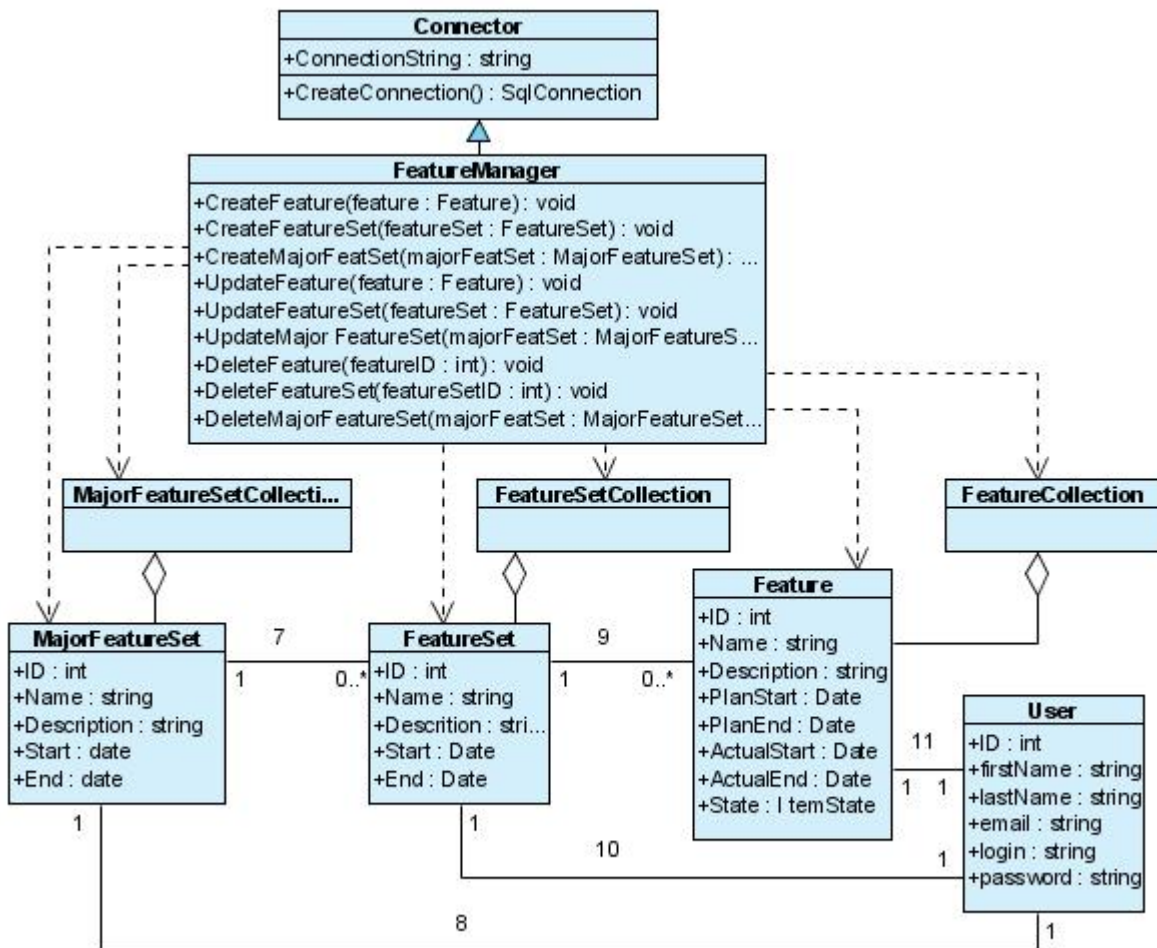 Connector
+ConnectionString : string
+CreateConnection() : SqlConnection
FeatureManager
+CreateFeature(feature : Feature) : void
+CreateFeatureSet(featureSet : FeatureSet) : void
+CreateMajorFeatSet(majorFeatSet : MajorFeatureSet) : ...
+UpdateFeature(feature : Feature) : void
+UpdateFeatureSet(featureSet : FeatureSet) : void
+UpdateMajor FeatureSet(majorFeatSet : MajorFeatureS...
+DeleteFeature(featureID : int) : void
+DeleteFeatureSet(featureSetID : int) : void
+DeleteMajorFeatureSet(majorFeatSet : MajorFeatureSet...
MajorFeatureSetCollecti...
FeatureSetCollection
FeatureCollection
MajorFeatureSet
+ID : int
+Name : string
+Description : string
+Start : date
+End : date
7
1
0..*
FeatureSet
+ID : int
+Name : string
+Descrition : stri...
+Start : Date
+End : Date
9
1
0..*
Feature
+ID : int
+Name : string
+Description : string
+PlanStart : Date
+PlanEnd : Date
+ActualStart : Date
+ActualEnd : Date
+State : I temState
11
1
1
User
+ID : int
+firstName : string
+lastName : string
+email : string
+login : string
+password : string
1
1
10
1
8
1